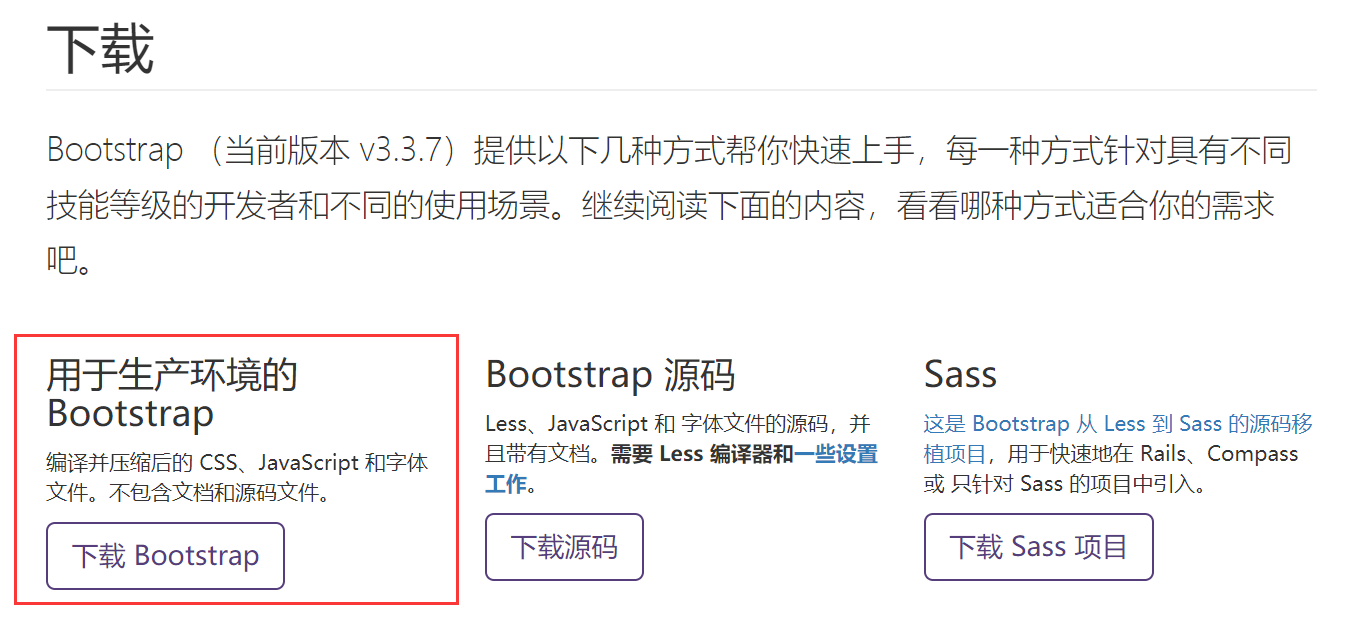 下载
Bootstrap （当前版本 v3.3.7）提供以下几种方式帮你快速上手，每一种方式针对具有不同
技能等级的开发者和不同的使用场景。继续阅读下面的内容，看看哪种方式适合你的需求
吧。
用于生产环境的
Bootstrap
编译并压缩后的 CSS、JavaScript 和字体
文件。不包含文档和源码文件。
下载 Bootstrap
Bootstrap 源码
Less、JavaScript 和 字体文件的源码，并
且带有文档。需要 Less 编译器和一些设置
工作。
下载源码
Sass
这是 Bootstrap 从 Less 到 Sass 的源码移
植项目，用于快速地在 Rails、Compass
或 只针对 Sass 的项目中引入。
下载 Sass 项目